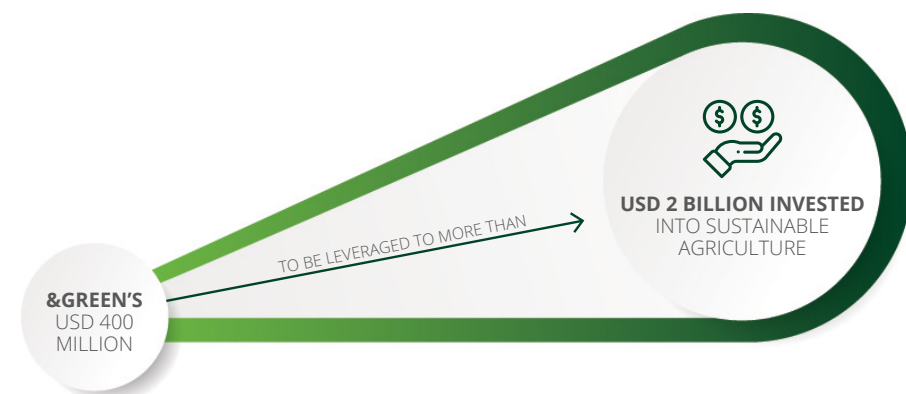 &GREEN'S
USD 400
MILLION
TO BE LEVERAGED TO MORE THAN
$ $
USD 2 BILLION INVESTED
INTO SUSTAINABLE
AGRICULTURE